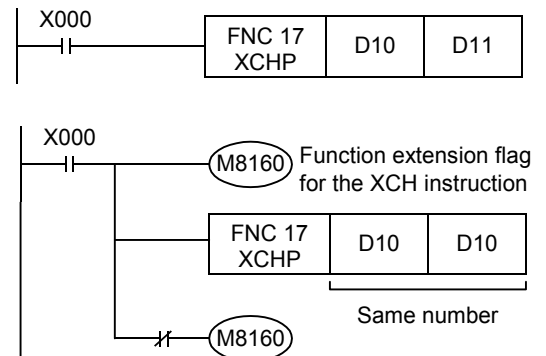 X000
FNC 17
XCHP
D10
D11
X000
M8160
Function extension flag
for the XCH instruction
FNC 17
XCHP
D10
D10
Same number
M8160